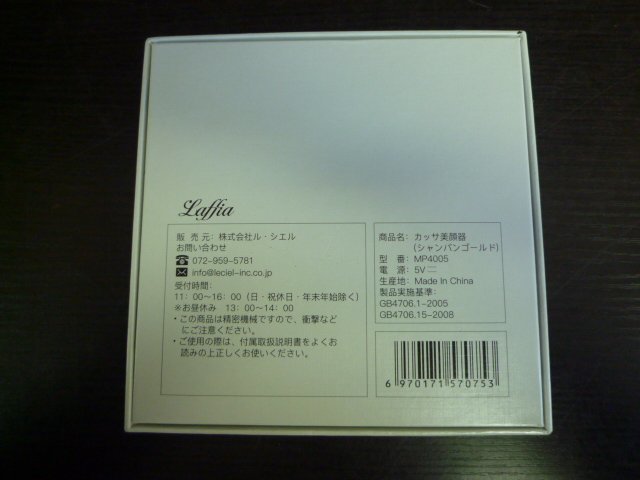 Laffia
販 売 元: 株式会社ル・シエル
お問い合わせ
072-959-5781
info@leciel-inc.co.jp
受付時間:
11:00~16:00(日・祝休日・年末年始除く)
※お昼休み 13:00~14:00
・この商品は精密機械ですので、衝撃など
にご注意ください。
・ご使用の際は、付属取扱説明書をよくお
読みの上正しくお使いください。
商品名: カッサ美顔器
(シャンパンゴールド)
型 番: MP4005
電 源: 5V
生産地: Made In China
製品実施基準:
GB4706.1-2005
GB4706.15-2008
6 970171 570753